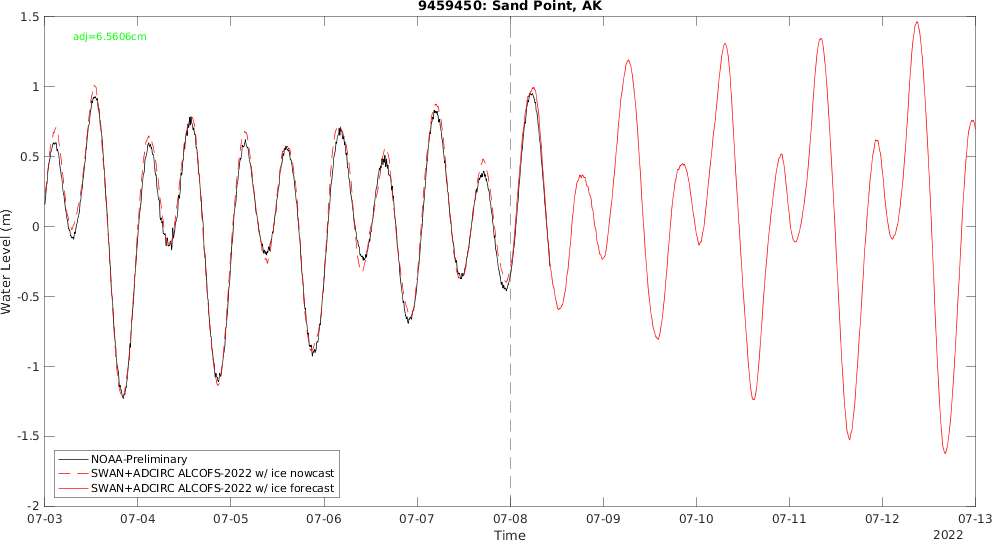 9459450: Sand Point, AK
adj=6.5606cm
1.5
1
0.5
0
-0.5
-1
-1.5
-2
Water Level (m)
NOAA-Preliminary
SWAN+ADCIRC ALCOFS-2022 w/ ice nowcast
SWAN+ADCIRC ALCOFS-2022 w/ ice forecast
07-03 07-04 07-05 07-06 07-07 07-08 07-09 07-10 07-11 07-12 07-13
Time
2022